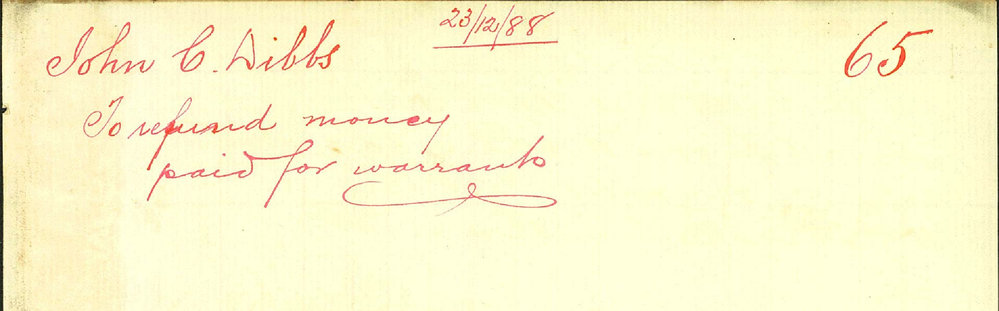 23/12/88
John C. Dibbs
65
To refund money
paid for warrants